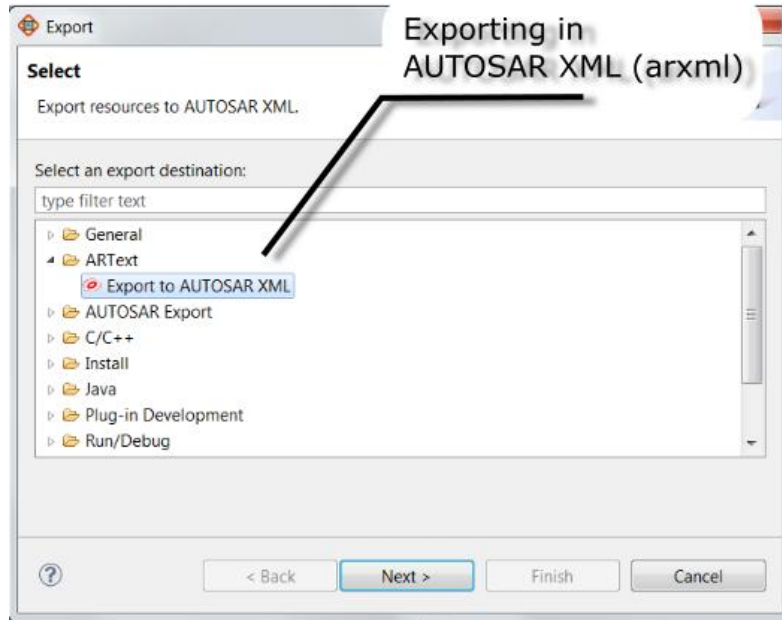 Export
Exporting in
AUTOSAR XML (arxml)
Select
Export resources to AUTOSAR XML.
Select an export destination:
type filter text
General
ARText
Export to AUTOSAR XML
AUTOSAR Export
C/C++
Install
Java
Plug-in Development
Run/Debug
?
< Back
Next >
Finish
Cancel